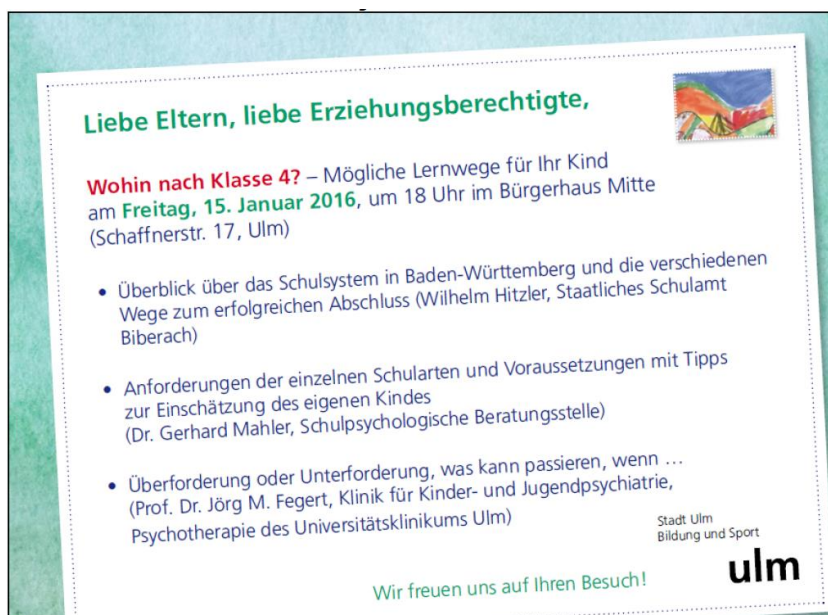 Liebe Eltern, liebe Erziehungsberechtigte,
Wohin nach Klasse 4? – Mögliche Lernwege für Ihr Kind
am Freitag, 15. Januar 2016, um 18 Uhr im Bürgerhaus Mitte
(Schaffnerstr. 17, Ulm)
• Überblick über das Schulsystem in Baden-Württemberg und die verschiedenen
Wege zum erfolgreichen Abschluss (Wilhelm Hitzler, Staatliches Schulamt
Biberach)
• Anforderungen der einzelnen Schularten und Voraussetzungen mit Tipps
zur Einschätzung des eigenen Kindes
(Dr. Gerhard Mahler, Schulpsychologische Beratungsstelle)
• Überforderung oder Unterforderung, was kann passieren, wenn …
(Prof. Dr. Jörg M. Fegert, Klinik für Kinder- und Jugendpsychiatrie,
Psychotherapie des Universitätsklinikums Ulm)
Stadt Ulm
Bildung und Sport
ulm
Wir freuen uns auf Ihren Besuch!